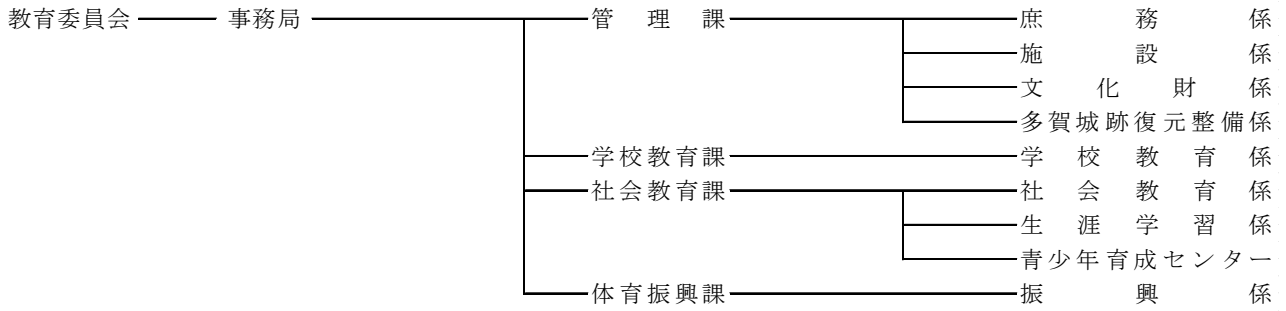 教育委員会 事務局 管理課 庶務係
施設係
文化財係
多賀城跡復元整備係
学校教育課 学校教育係
社会教育課 社会教育係
生涯学習係
青少年育成センター
体育振興課 振興係